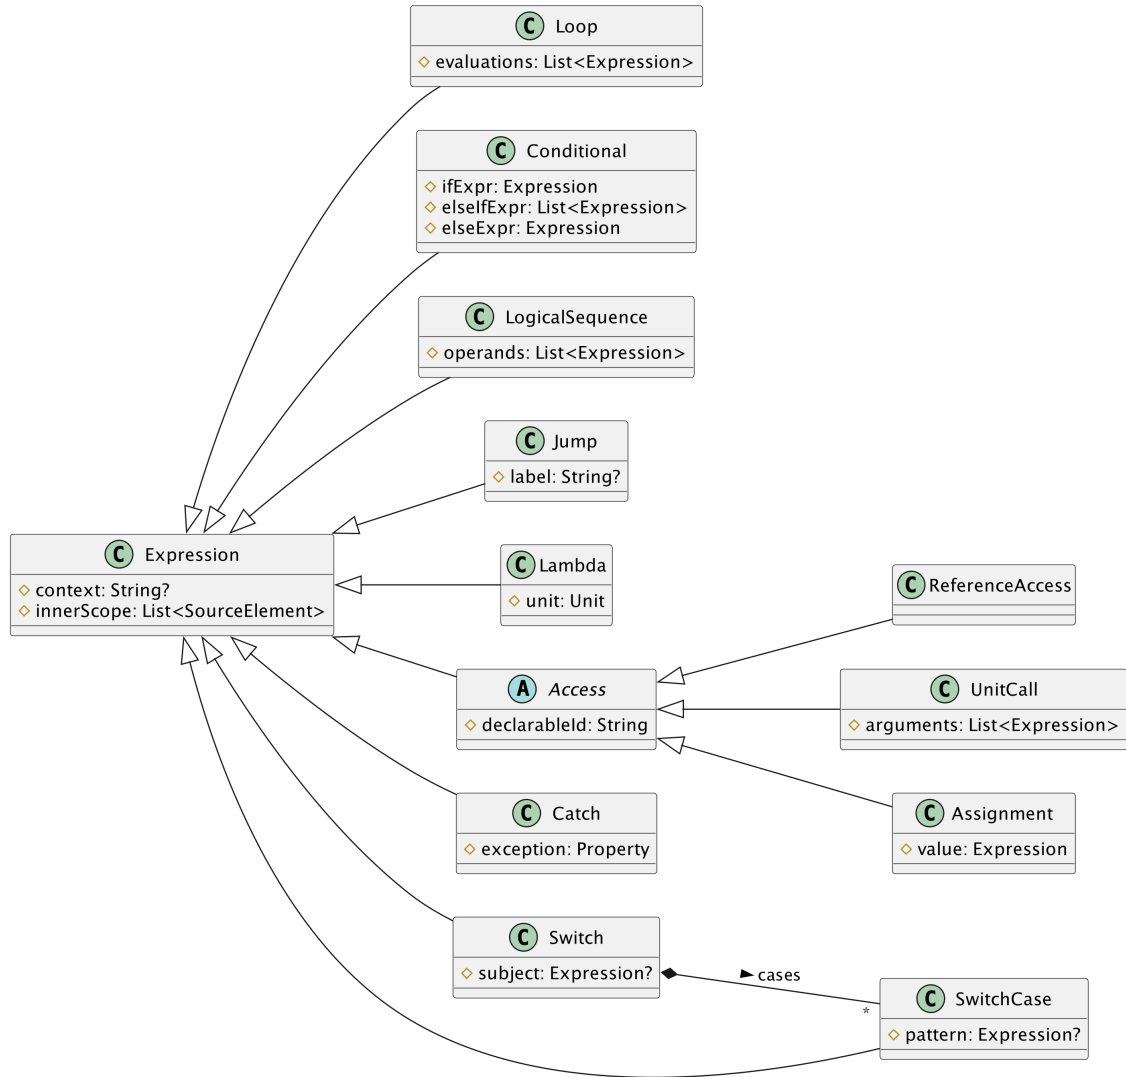 C Loop
evaluations: List<Expression>
C Conditional
ifExpr: Expression
elseIfExpr: List<Expression>
elseExpr: Expression
C LogicalSequence
operands: List<Expression>
C Jump
label: String?
C Expression
context: String?
innerScope: List<SourceElement>
C Lambda
unit: Unit
C ReferenceAccess
A Access
declarableId: String
C UnitCall
arguments: List<Expression>
C Catch
exception: Property
C Assignment
value: Expression
C Switch
subject: Expression?
cases
*
C SwitchCase
pattern: Expression?